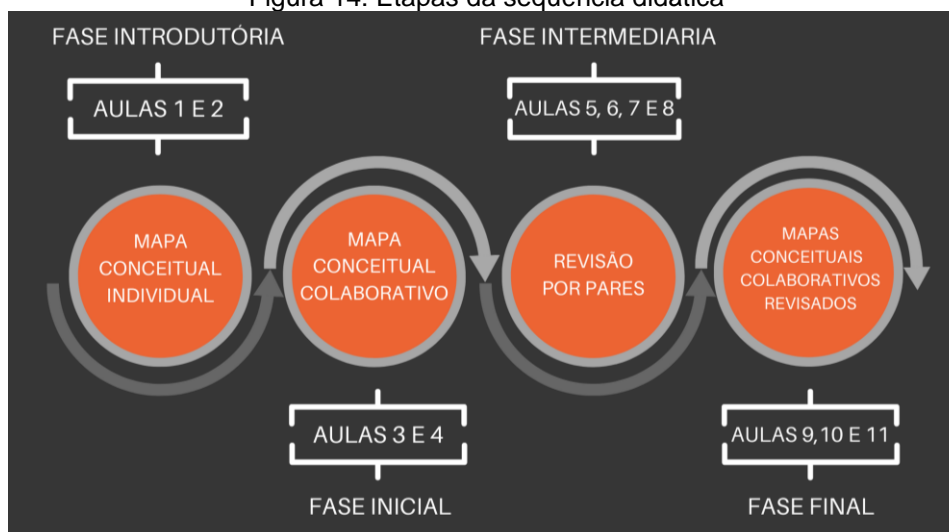 Figura 14: Etapas da sequência didática
FASE INTRODUTÓRIA
AULAS 1 E 2
MAPA
CONCEITUAL
INDIVIDUAL
MAPA
CONCEITUAL
COLABORATIVO
AULAS 3 E 4
FASE INICIAL
FASE INTERMEDIARIA
AULAS 5, 6, 7 E 8
REVISÃO
POR PARES
MAPAS
CONCEITUAIS
COLABORATIVOS
REVISADOS
AULAS 9,10 E 11
FASE FINAL